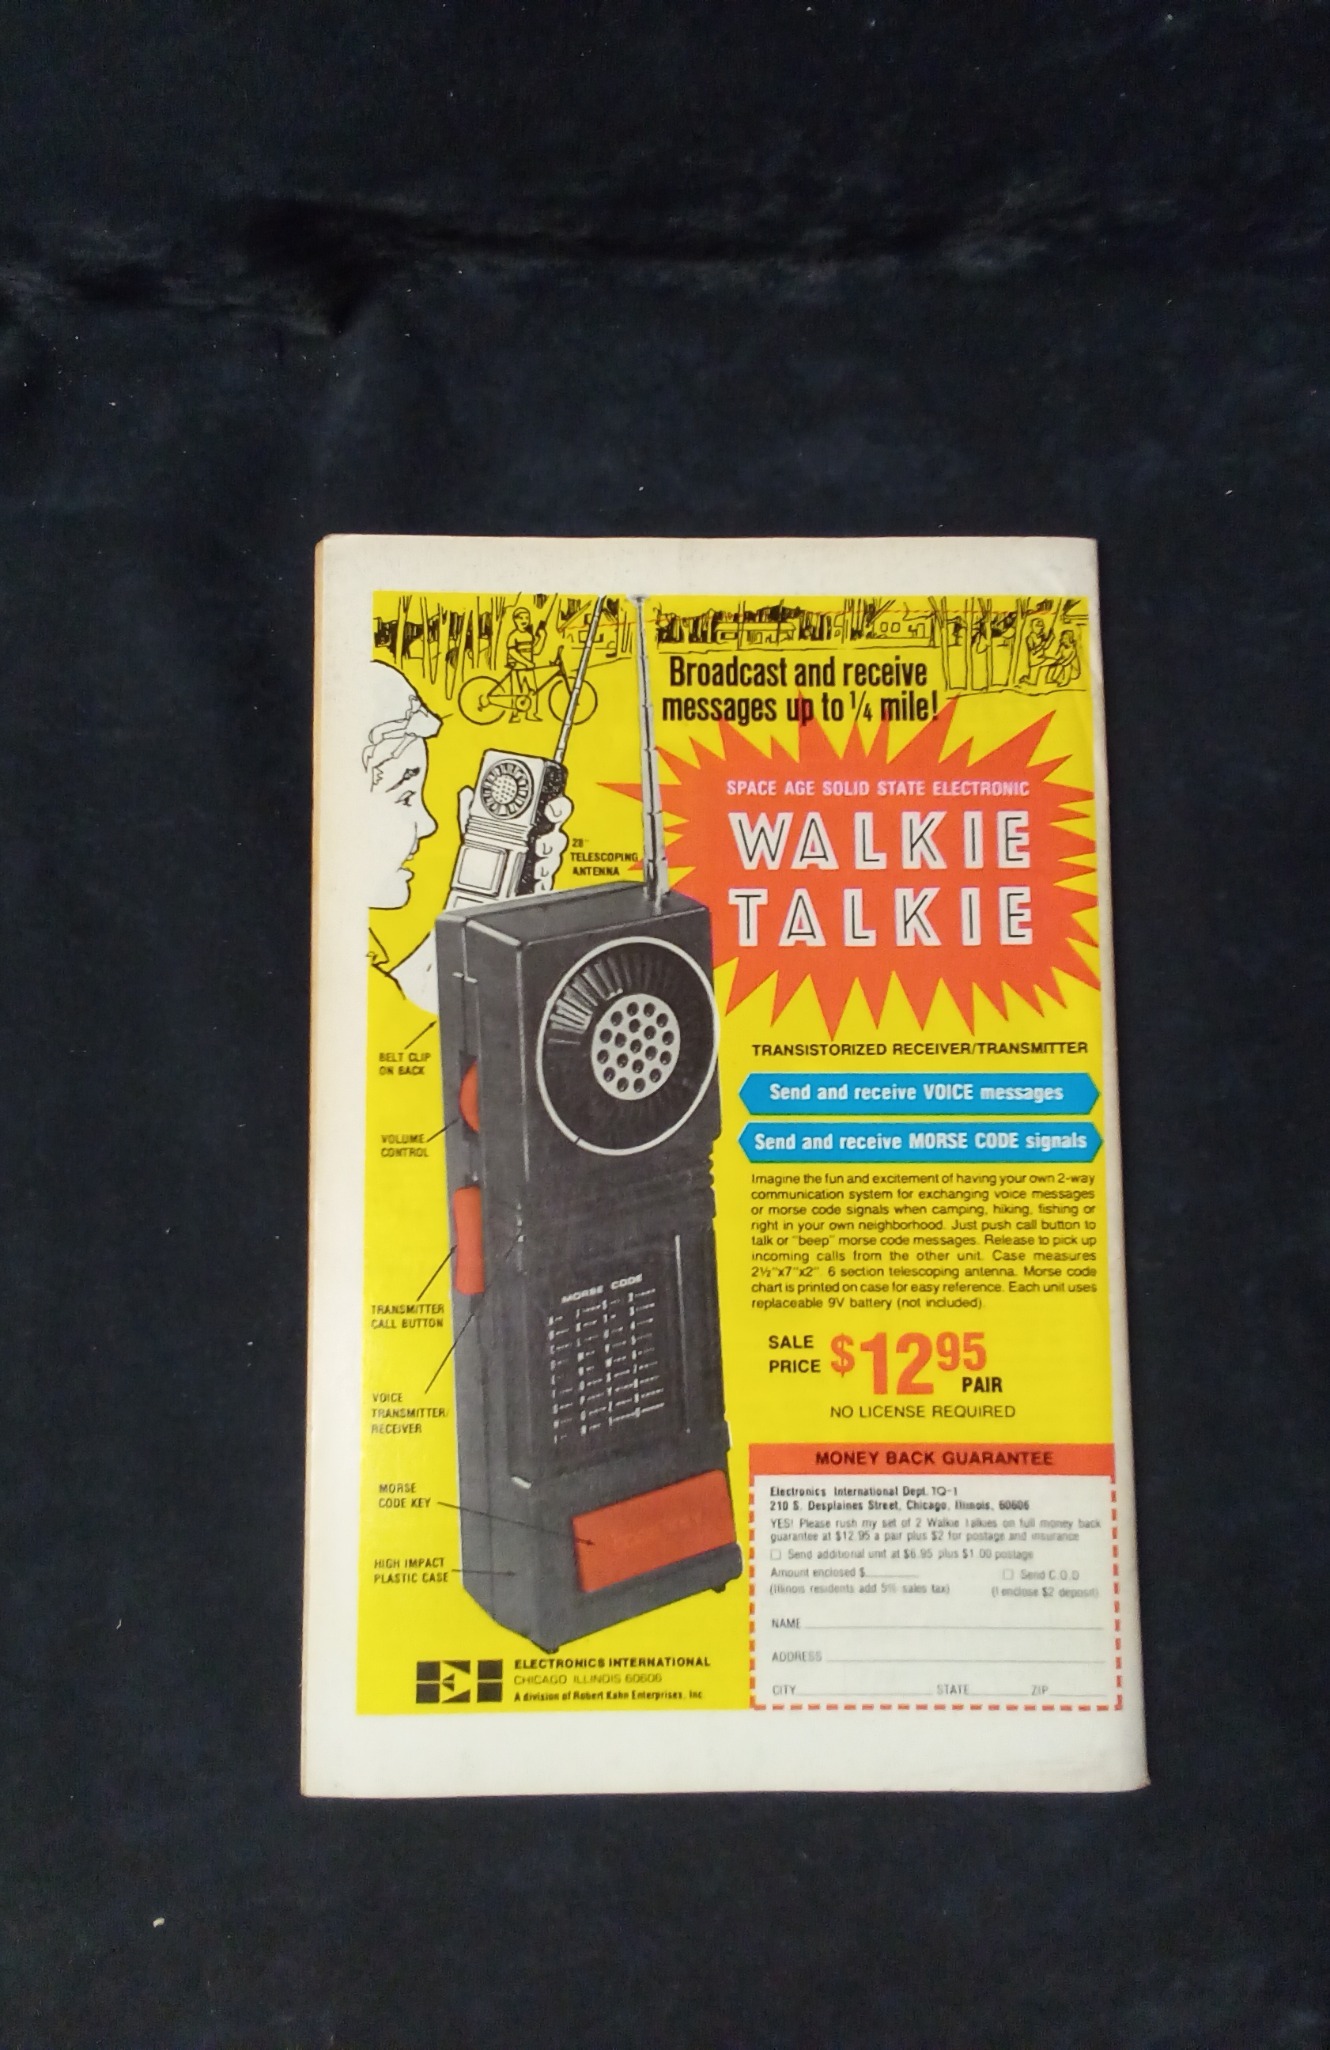 Broadcast and receive
messages up to 1/4 mile!
SPACE AGE SOLID STATE ELECTRONIC
WALKIE
TALKIE
28"
TELESCOPING
ANTENNA
BELT CLIP
ON BACK
VOLUME
CONTROL
TRANSMITTER
CALL BUTTON
VOICE
TRANSMITTER/
RECEIVER
MORSE
CODE KEY
HIGH IMPACT
PLASTIC CASE
MORSE CODE
TRANSISTORIZED RECEIVER/TRANSMITTER
Send and receive VOICE messages
Send and receive MORSE CODE signals
Imagine the fun and excitement of having your own 2-way
communication system for exchanging voice messages
or morse code signals when camping, hiking, fishing or
right in your own neighborhood. Just push call button to
talk or "beep" morse code messages. Release to pick up
incoming calls from the other unit. Case measures
2½"x7"x2" 6 section telescoping antenna. Morse code
chart is printed on case for easy reference. Each unit uses
replaceable 9V battery (not included).
SALE
PRICE $12 95
PAIR
NO LICENSE REQUIRED
MONEY BACK GUARANTEE
Electronics International Dept. TQ-1
210 S. Desplaines Street, Chicago, Illinois, 60606
YES! Please rush my set of 2 Walkie Talkies on full money back
guarantee at $12.95 a pair plus $2 for postage and insurance
Send additional unit at $6.95 plus $1.00 postage
Amount enclosed $ Send C.O.D
(Illinois residents add 5% sales tax) (I enclose $2 deposit)
NAME
ADDRESS
CITY STATE ZIP
ELECTRONICS INTERNATIONAL
CHICAGO ILLINOIS 60606
A division of Robert Kahn Enterprises, Inc